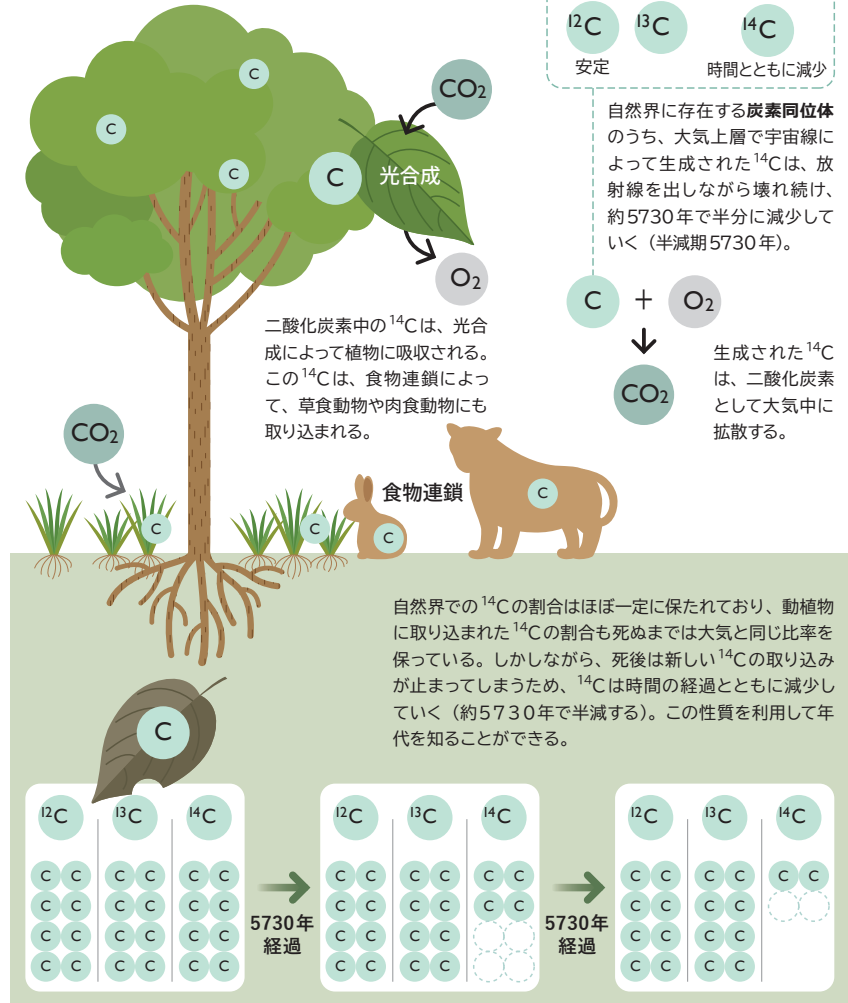 ¹²C ¹³C ¹⁴C
安定 時間とともに減少
自然界に存在する炭素同位体
のうち、大気上層で宇宙線に
よって生成された¹⁴Cは、放
射線を出しながら壊れ続け、
約5730年で半分に減少して
いく（半減期5730年）。
C + O₂
CO₂
生成された¹⁴C
は、二酸化炭素
として大気中に
拡散する。
C
C
C
CO₂
C
光合成
O₂
二酸化炭素中の¹⁴Cは、光合
成によって植物に吸収される。
この¹⁴Cは、食物連鎖によっ
て、草食動物や肉食動物にも
取り込まれる。
CO₂
食物連鎖
C
C
C
C
自然界での¹⁴Cの割合はほぼ一定に保たれており、動植物
に取り込まれた¹⁴Cの割合も死ぬまでは大気と同じ比率を
保っている。しかしながら、死後は新しい¹⁴Cの取り込み
が止まってしまうため、¹⁴Cは時間の経過とともに減少し
ていく（約5730年で半減する）。この性質を利用して年
代を知ることができる。
C
¹²C ¹³C ¹⁴C
C C C C C C
C C C C C C
C C C C C C
C C C C C C
5730年
経過
¹²C ¹³C ¹⁴C
C C C C C C
C C C C C C
C C C C
C C C C
5730年
経過
¹²C ¹³C ¹⁴C
C C C C C C
C C C C
C C C C
C C C C